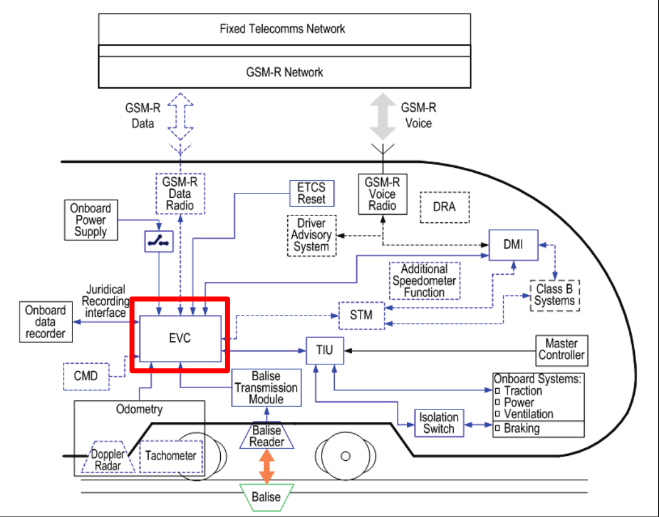 Fixed Telecomms Network
GSM-R Network
GSM-R
Data
GSM-R
Voice
GSM-R
Data
Radio
ETCS
Reset
GSM-R
Voice
Radio
DRA
Onboard
Power
Supply
Driver
Advisory
System
DMI
Additional
Speedometer
Function
Class B
Systems
Juridical
Recording
interface
Onboard
data
recorder
EVC
STM
TIU
Master
Controller
CMD
Balise
Transmission
Module
Onboard Systems:
Traction
Power
Ventilation
Braking
Isolation
Switch
Odometry
Doppler
Radar
Tachometer
Balise
Reader
Balise